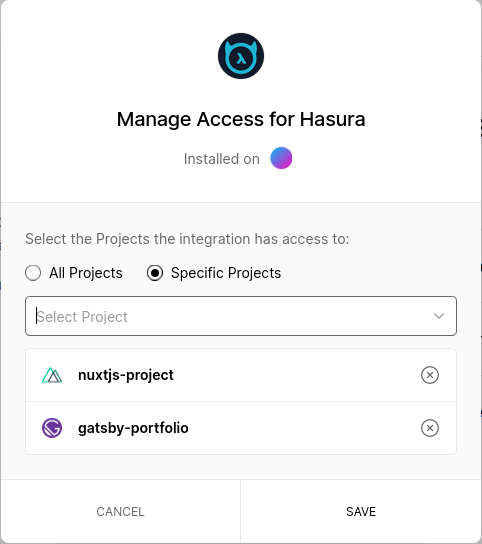 Manage Access for Hasura
Installed on
Select the Projects the integration has access to:
All Projects Specific Projects
Select Project
nuxtjs-project
gatsby-portfolio
CANCEL SAVE